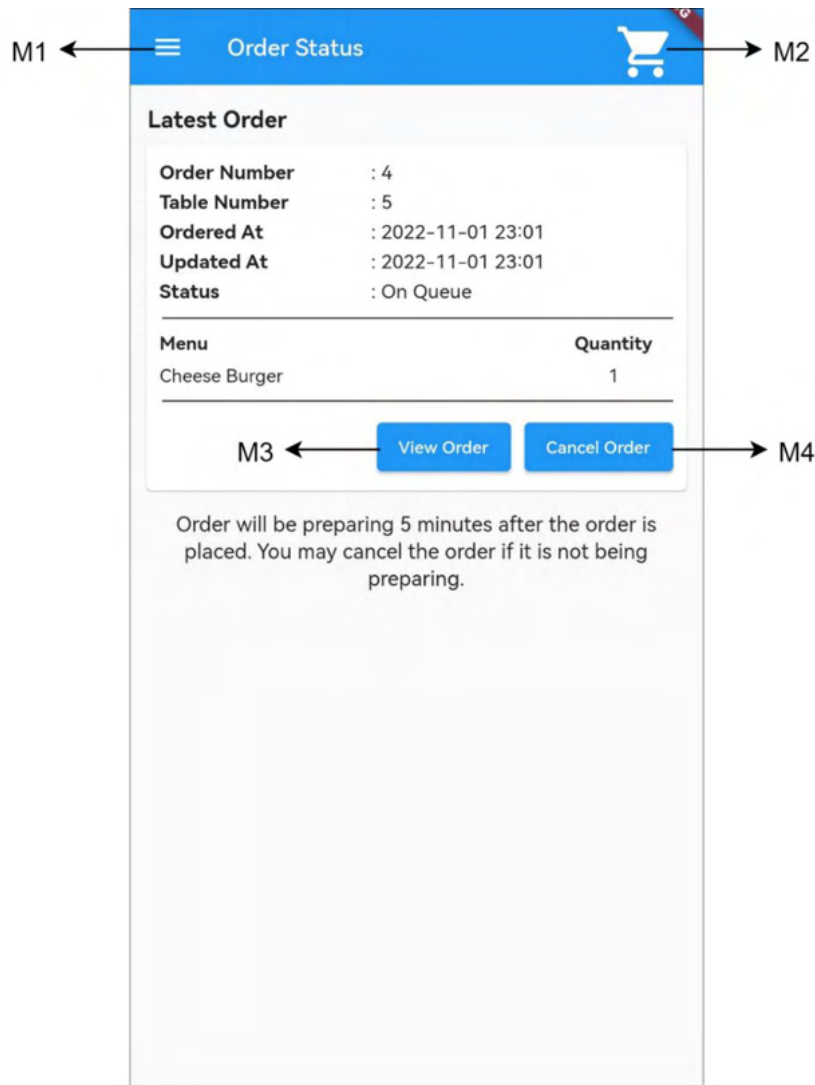 M1
Order Status
M2
Latest Order
Order Number : 4
Table Number : 5
Ordered At : 2022-11-01 23:01
Updated At : 2022-11-01 23:01
Status : On Queue
Menu Quantity
Cheese Burger 1
M3
View Order
Cancel Order
M4
Order will be preparing 5 minutes after the order is
placed. You may cancel the order if it is not being
preparing.